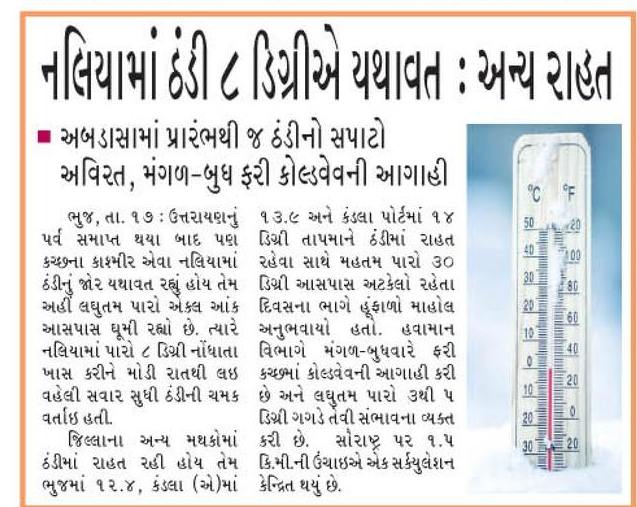 નલિયામાં ઠંડી ૮ ડિગ્રીએ યથાવત : અન્ય રાહત
અબડાસામાં પ્રારંભથી જ ઠંડીનો સપાટો
અવિરત, મંગળ-બુધ ફરી કોલ્ડવેવની આગાહી
ભુજ, તા. ૧૭ : ઉત્તરાયણનું
પર્વ સમાપ્ત થયા બાદ પણ
કચ્છના કાશ્મીર એવા નલિયામાં
ઠંડીનું જોર યથાવત રહ્યું હોય તેમ
અહીં લઘુતમ પારો એકલ આંક
આસપાસ ઘૂમી રહ્યો છે. ત્યારે
નલિયામાં પારો ૮ ડિગ્રી નોંધાતા
ખાસ કરીને મોડી રાતથી લઇ
વહેલી સવાર સુધી ઠંડીની ચમક
વર્તાઇ હતી.
જિલ્લાના અન્ય મથકોમાં
ઠંડીમાં રાહત રહી હોય તેમ
ભુજમાં ૧૨.૪, કંડલા (એ)માં
૧૩.૯ અને કંડલા પોર્ટમાં ૧૪
ડિગ્રી તાપમાને ઠંડીમાં રાહત
રહેવા સાથે મહતમ પારો ૩૦
ડિગ્રી આસપાસ અટકેલો રહેતા
દિવસના ભાગે હૂંફાળો માહોલ
અનુભવાયો હતો. હવામાન
વિભાગે મંગળ-બુધવારે ફરી
કચ્છમાં કોલ્ડવેવની આગાહી કરી
છે અને લઘુતમ પારો ૩થી ૫
ડિગ્રી ગગડે તેવી સંભાવના વ્યક્ત
કરી છે. સૌરાષ્ટ્ર પર ૧.૫
કિ.મી.ની ઉંચાઇએ એક સર્ક્યુલેશન
કેન્દ્રિત થયું છે.
°C °F
50 120
40 100
30 80
20 60
10 40
0 20
10 0
20
30 20